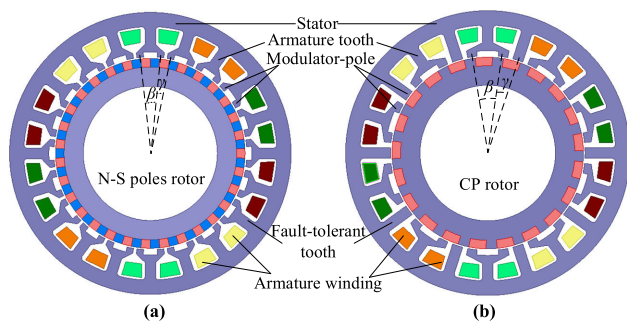 Stator
Armature tooth
Modulator-pole
β γ
β γ
N-S poles rotor
CP rotor
Fault-tolerant
tooth
Armature winding
(a)
(b)